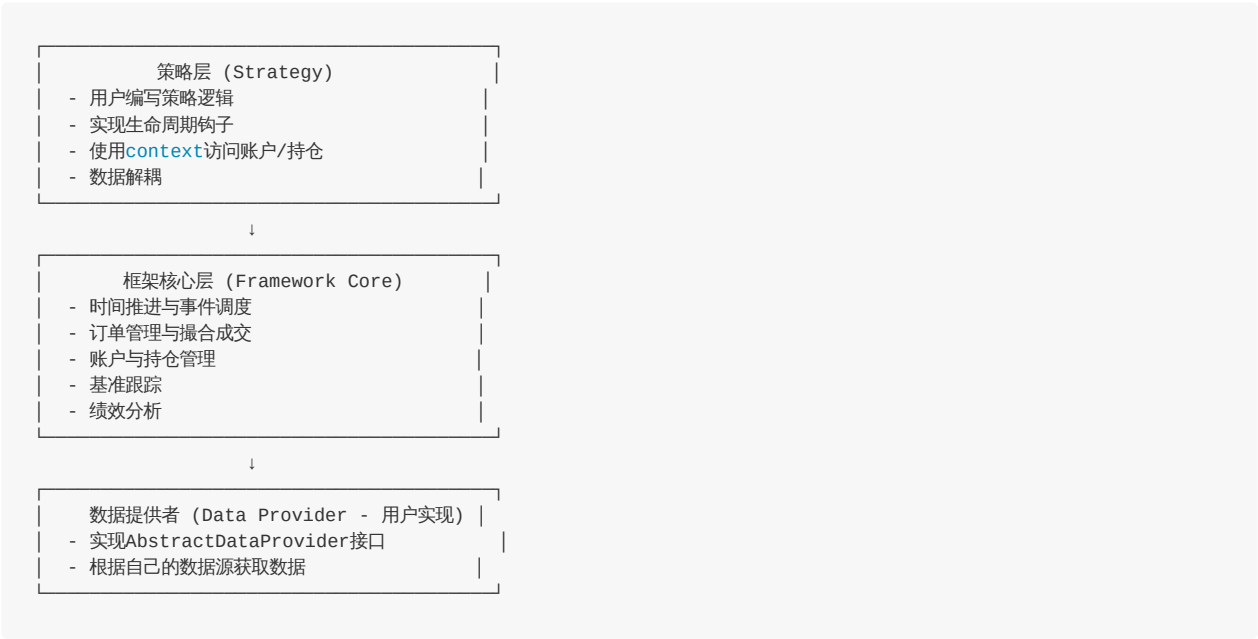 策略层 (Strategy)
- 用户编写策略逻辑
- 实现生命周期钩子
- 使用context访问账户/持仓
- 数据解耦
↓
框架核心层 (Framework Core)
- 时间推进与事件调度
- 订单管理与撮合成交
- 账户与持仓管理
- 基准跟踪
- 绩效分析
↓
数据提供者 (Data Provider - 用户实现)
- 实现AbstractDataProvider接口
- 根据自己的数据源获取数据